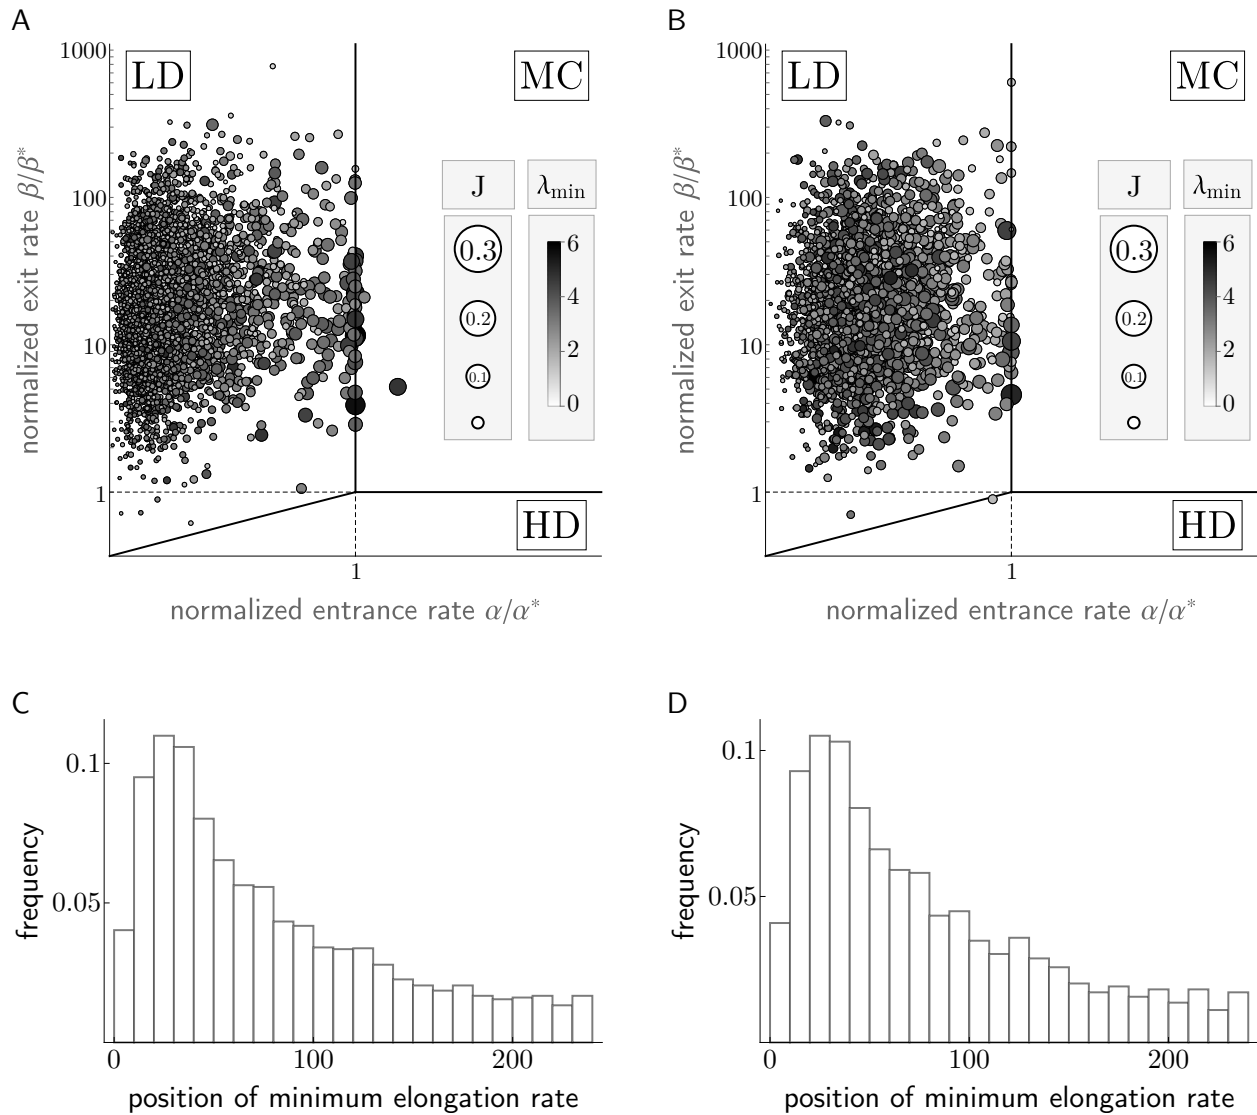 A
1000
100
10
1
LD
MC
HD
J
λmin
0.3
0.2
0.1
6
4
2
0
1
normalized exit rate β/β*
normalized entrance rate α/α*
B
1000
100
10
1
LD
MC
HD
J
λmin
0.3
0.2
0.1
6
4
2
0
1
normalized exit rate β/β*
normalized entrance rate α/α*
C
0.1
0.05
frequency
0 100 200
position of minimum elongation rate
D
0.1
0.05
frequency
0 100 200
position of minimum elongation rate